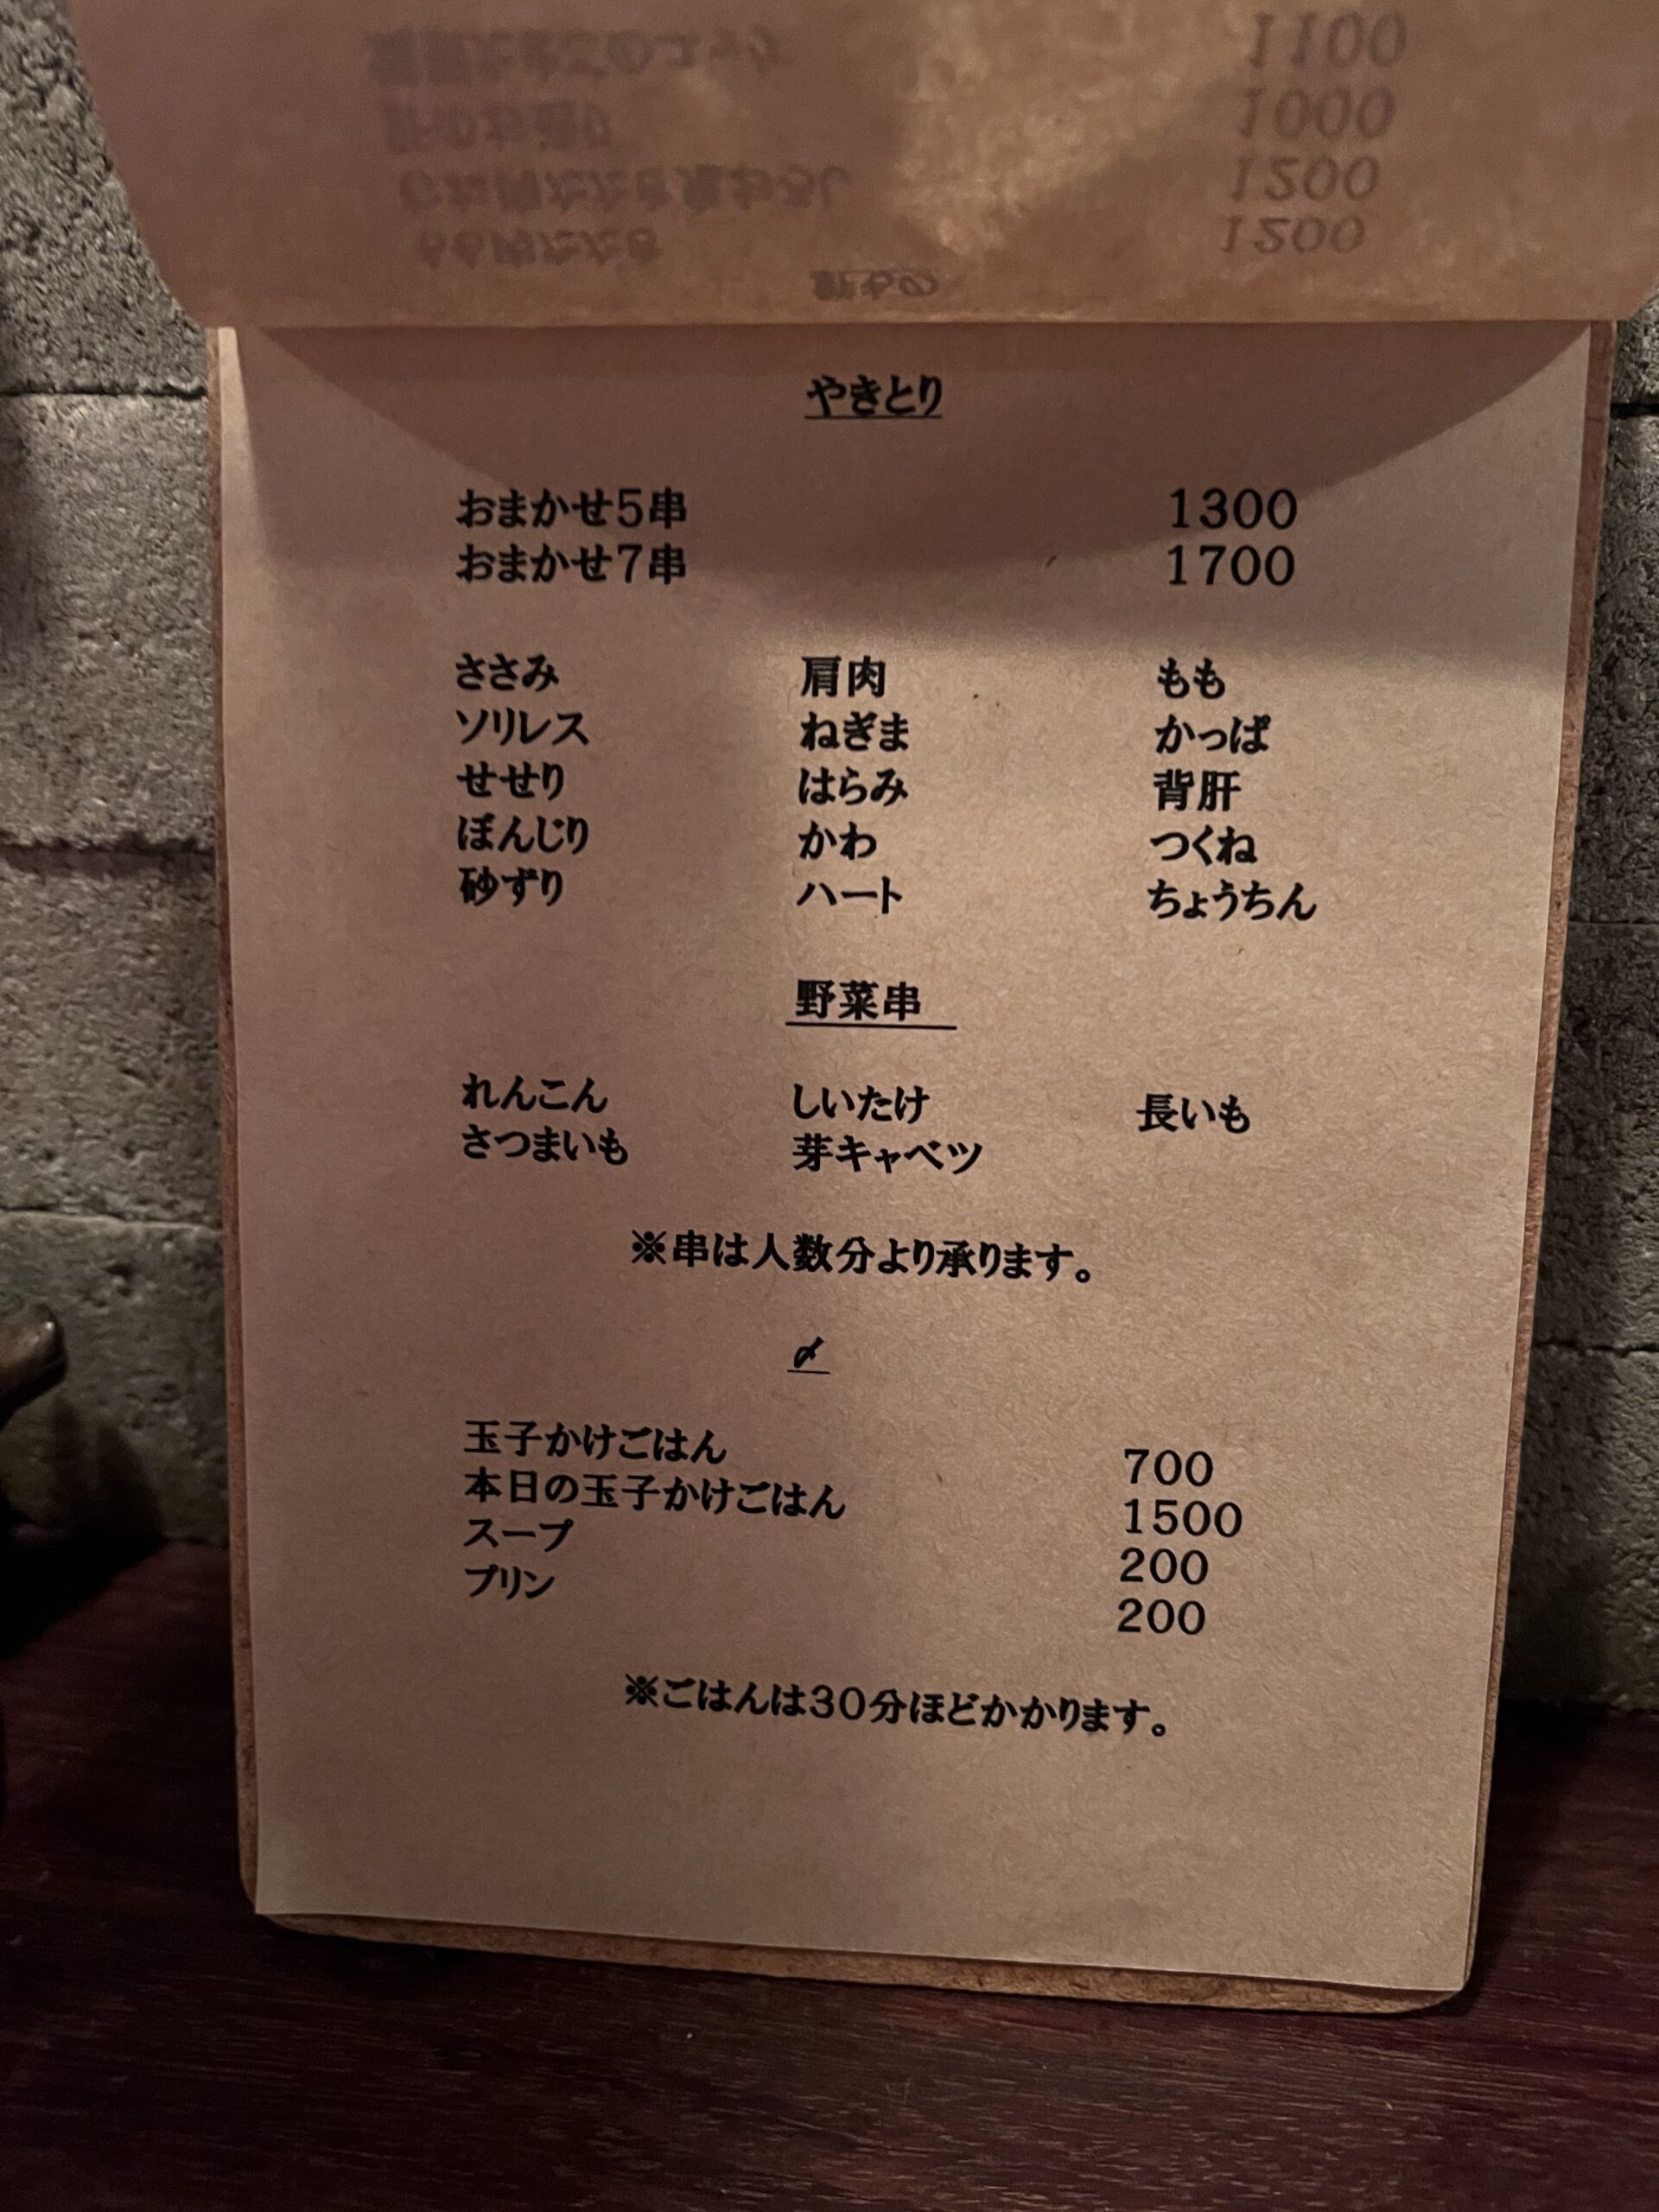 1100
1000
1200
1200
やきとり
おまかせ5串 1300
おまかせ7串 1700
ささみ 肩肉 もも
ソリレス ねぎま かっぱ
せせり はらみ 背肝
ぼんじり かわ つくね
砂ずり ハート ちょうちん
野菜串
れんこん しいたけ 長いも
さつまいも 芽キャベツ
※串は人数分より承ります。
〆
玉子かけごはん 700
本日の玉子かけごはん 1500
スープ 200
プリン 200
※ごはんは30分ほどかかります。